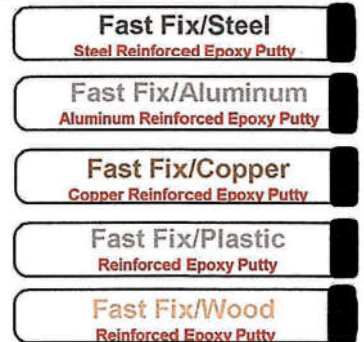 Fast Fix/Steel
Steel Reinforced Epoxy Putty
Fast Fix/Aluminum
Aluminum Reinforced Epoxy Putty
Fast Fix/Copper
Copper Reinforced Epoxy Putty
Fast Fix/Plastic
Reinforced Epoxy Putty
Fast Fix/Wood
Reinforced Epoxy Putty